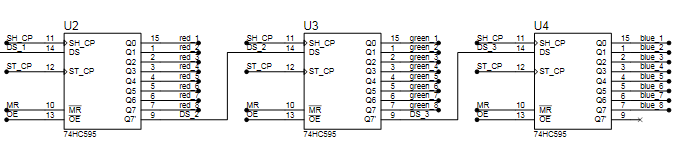 U2
SH_CP 11 SH_CP Q0 15 red_1
DS_1 14 DS Q1 1 red_2
Q2 2 red_3
ST_CP 12 ST_CP Q3 3 red_4
Q4 4 red_5
Q5 5 red_6
Q6 6 red_7
MR 10 MR Q7 7 red_8
OE 13 OE Q7' 9 DS_2
74HC595
U3
SH_CP 11 SH_CP Q0 15 green_1
DS_2 14 DS Q1 1 green_2
Q2 2 green_3
ST_CP 12 ST_CP Q3 3 green_4
Q4 4 green_5
Q5 5 green_6
Q6 6 green_7
MR 10 MR Q7 7 green_8
OE 13 OE Q7' 9 DS_3
74HC595
U4
SH_CP 11 SH_CP Q0 15 blue_1
DS_3 14 DS Q1 1 blue_2
Q2 2 blue_3
ST_CP 12 ST_CP Q3 3 blue_4
Q4 4 blue_5
Q5 5 blue_6
Q6 6 blue_7
MR 10 MR Q7 7 blue_8
OE 13 OE Q7' 9
74HC595